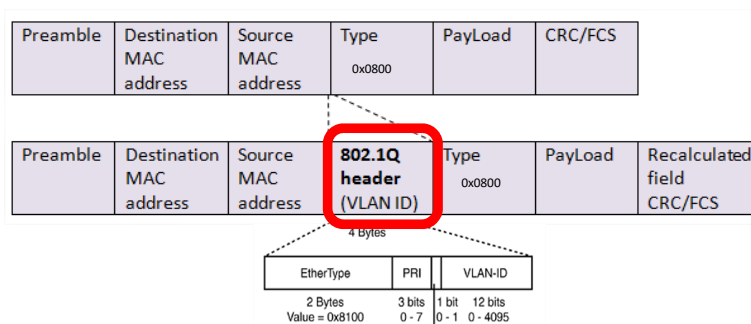 Preamble Destination MAC address Source MAC address Type 0x0800 PayLoad CRC/FCS
Preamble Destination MAC address Source MAC address 802.1Q header (VLAN ID) Type 0x0800 PayLoad Recalculated field CRC/FCS
4 Bytes
EtherType PRI VLAN-ID
2 Bytes 3 bits 1 bit 12 bits
Value = 0x8100 0 - 7 0 - 1 0 - 4095